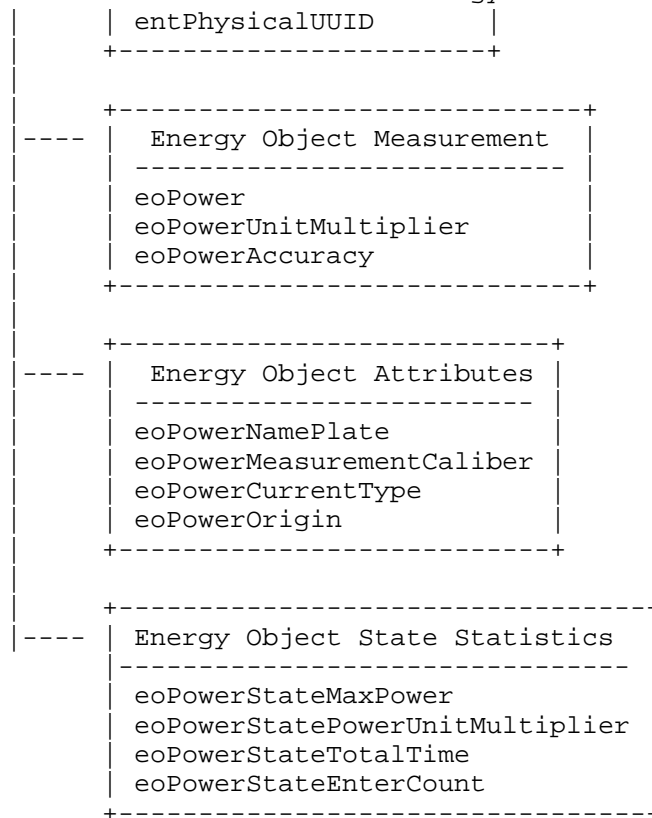 | | entPhysicalUUID |
| +-----------------------+
|
| +-----------------------------+
|---- | Energy Object Measurement |
| | --------------------------- |
| | eoPower |
| | eoPowerUnitMultiplier |
| | eoPowerAccuracy |
| +-----------------------------+
|
| +---------------------------+
|---- | Energy Object Attributes |
| | ------------------------- |
| | eoPowerNamePlate |
| | eoPowerMeasurementCaliber |
| | eoPowerCurrentType |
| | eoPowerOrigin |
| +---------------------------+
|
| +----------------------------------
|---- | Energy Object State Statistics
|--------------------------------
| eoPowerStateMaxPower
| eoPowerStatePowerUnitMultiplier
| eoPowerStateTotalTime
| eoPowerStateEnterCount
+----------------------------------